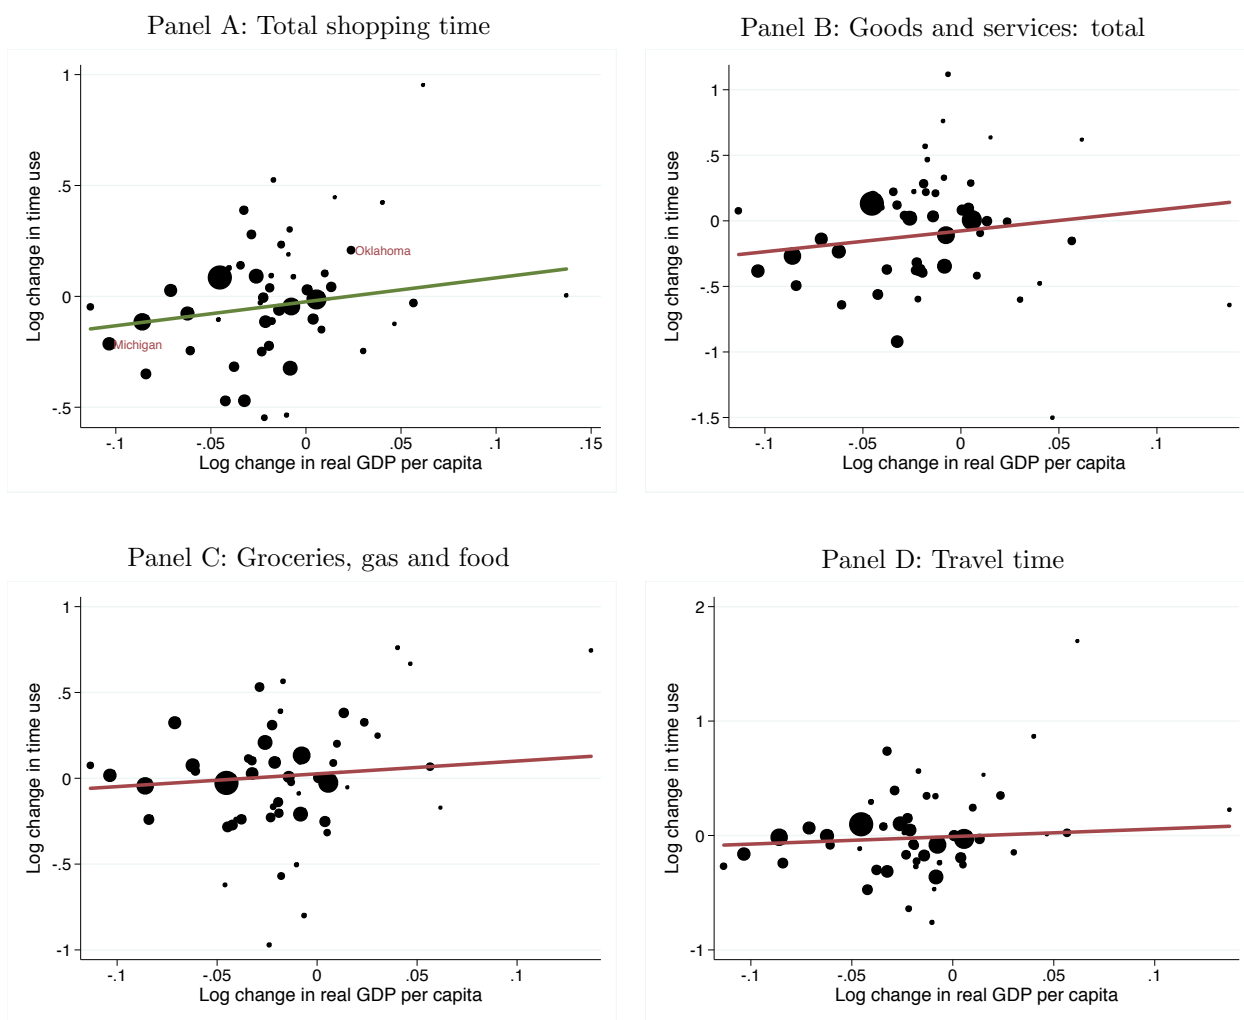 Panel A: Total shopping time
Log change in time use
1
.5
0
-.5
Oklahoma
Michigan
-.1
-.05
0
.05
.1
.15
Log change in real GDP per capita
Panel B: Goods and services: total
Log change in time use
1
.5
0
-.5
-1
-1.5
-.1
-.05
0
.05
.1
Log change in real GDP per capita
Panel C: Groceries, gas and food
Log change in time use
1
.5
0
-.5
-1
-.1
-.05
0
.05
.1
Log change in real GDP per capita
Panel D: Travel time
Log change in time use
2
1
0
-1
-.1
-.05
0
.05
.1
Log change in real GDP per capita